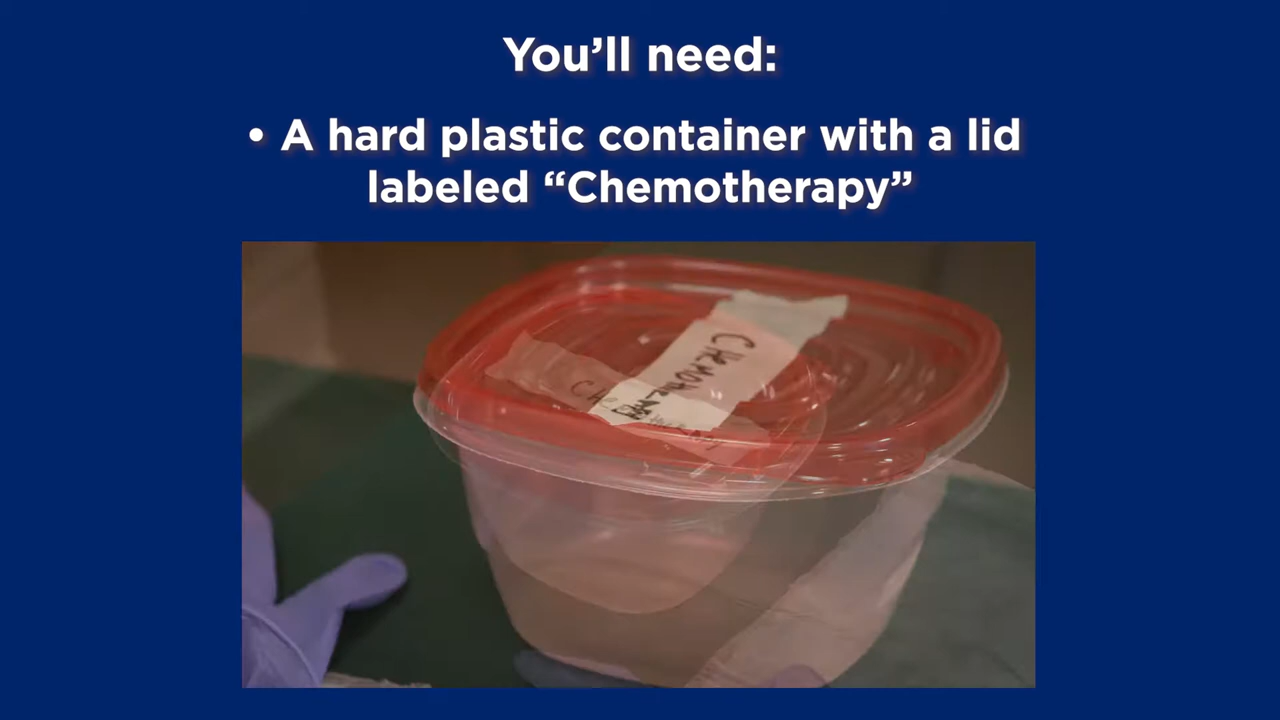 You’ll need:
• A hard plastic container with a lid
labeled “Chemotherapy”